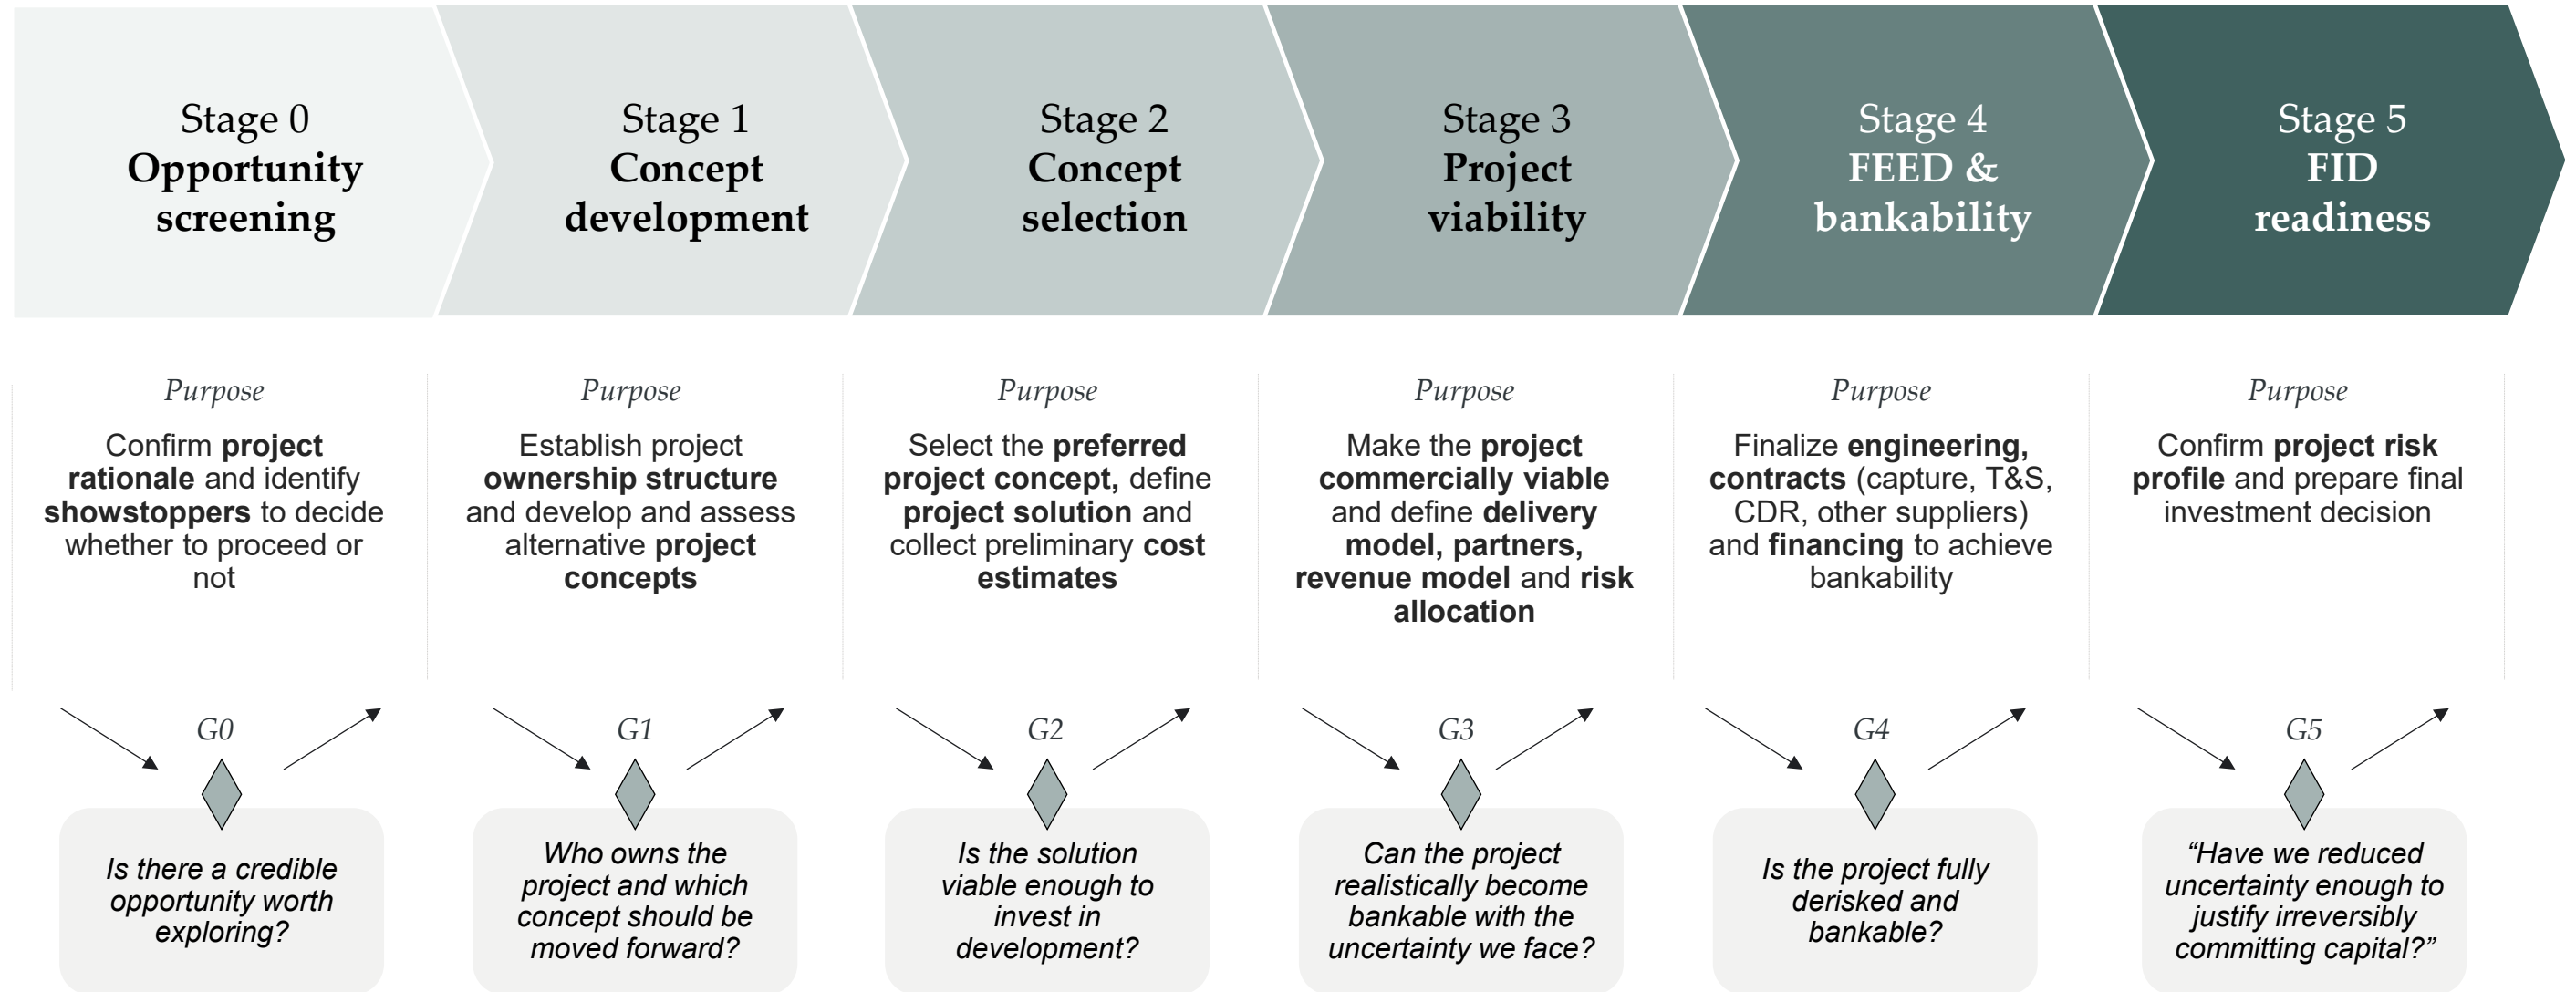 Stage 0
Opportunity
screening
Stage 1
Concept
development
Stage 2
Concept
selection
Stage 3
Project
viability
Stage 4
FEED &
bankability
Stage 5
FID
readiness
Purpose
Confirm project
rationale and identify
showstoppers to decide
whether to proceed or
not
Purpose
Establish project
ownership structure
and develop and assess
alternative project
concepts
Purpose
Select the preferred
project concept, define
project solution and
collect preliminary cost
estimates
Purpose
Make the project
commercially viable
and define delivery
model, partners,
revenue model and risk
allocation
Purpose
Finalize engineering,
contracts (capture, T&S,
CDR, other suppliers)
and financing to achieve
bankability
Purpose
Confirm project risk
profile and prepare final
investment decision
G0
Is there a credible
opportunity worth
exploring?
G1
Who owns the
project and which
concept should be
moved forward?
G2
Is the solution
viable enough to
invest in
development?
G3
Can the project
realistically become
bankable with the
uncertainty we face?
G4
Is the project fully
derisked and
bankable?
G5
“Have we reduced
uncertainty enough to
justify irreversibly
committing capital?”